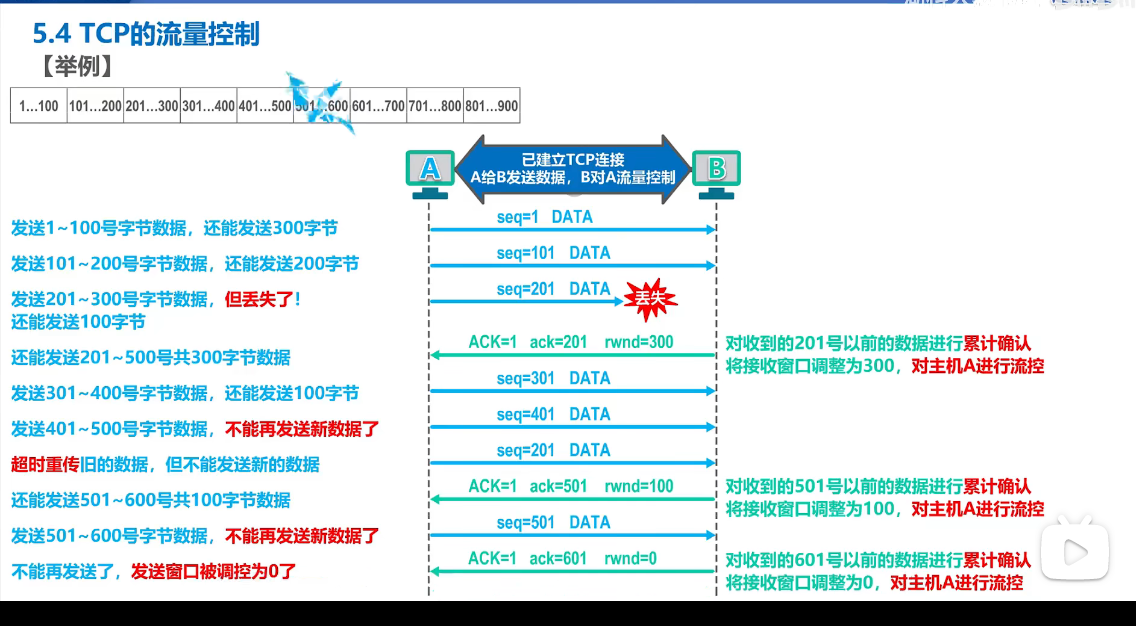 5.4 TCP的流量控制
【举例】
1...100 101...200 201...300 301...400 401...500 501...600 601...700 701...800 801...900
A
已建立TCP连接
A给B发送数据，B对A流量控制
B
发送1~100号字节数据，还能发送300字节
seq=1 DATA
发送101~200号字节数据，还能发送200字节
seq=101 DATA
发送201~300号字节数据，但丢失了！
还能发送100字节
seq=201 DATA
丢失
还能发送201~500号共300字节数据
ACK=1 ack=201 rwnd=300
对收到的201号以前的数据进行累计确认
将接收窗口调整为300，对主机A进行流控
发送301~400号字节数据，还能发送100字节
seq=301 DATA
发送401~500号字节数据，不能再发送新数据了
seq=401 DATA
超时重传旧的数据，但不能发送新的数据
seq=201 DATA
还能发送501~600号共100字节数据
ACK=1 ack=501 rwnd=100
对收到的501号以前的数据进行累计确认
将接收窗口调整为100，对主机A进行流控
发送501~600号字节数据，不能再发送新数据了
seq=501 DATA
不能再发送了，发送窗口被调控为0了
ACK=1 ack=601 rwnd=0
对收到的601号以前的数据进行累计确认
将接收窗口调整为0，对主机A进行流控